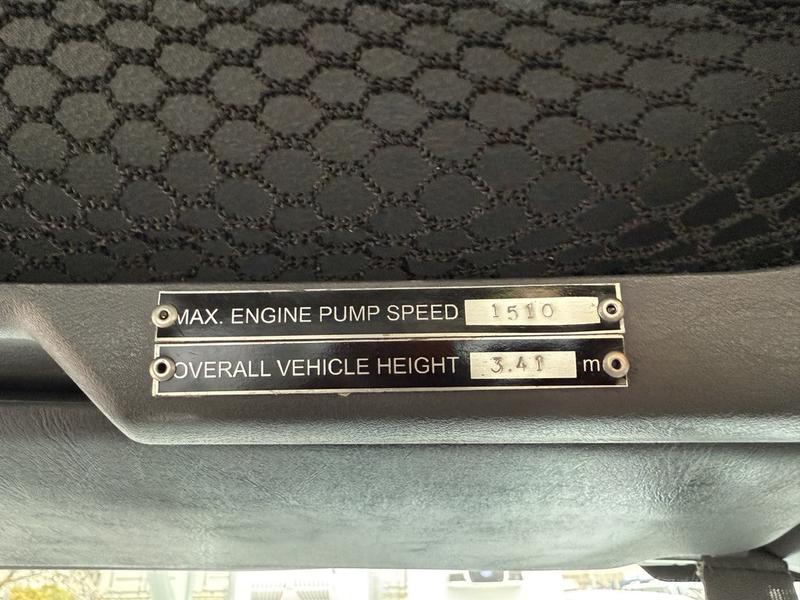 MAX. ENGINE PUMP SPEED 1510
OVERALL VEHICLE HEIGHT 3.41 m